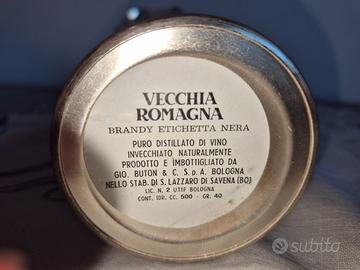 VECCHIA
ROMAGNA
BRANDY ETICHETTA NERA
PURO DISTILLATO DI VINO
INVECCHIATO NATURALMENTE
PRODOTTO E IMBOTTIGLIATO DA
GIO. BUTON & C. S.p.A. BOLOGNA
NELLO STAB. DI S. LAZZARO DI SAVENA (BO)
LIC. N. 2 UTIF BOLOGNA
CONT. IDR. CC. 500 - GR. 40
subito